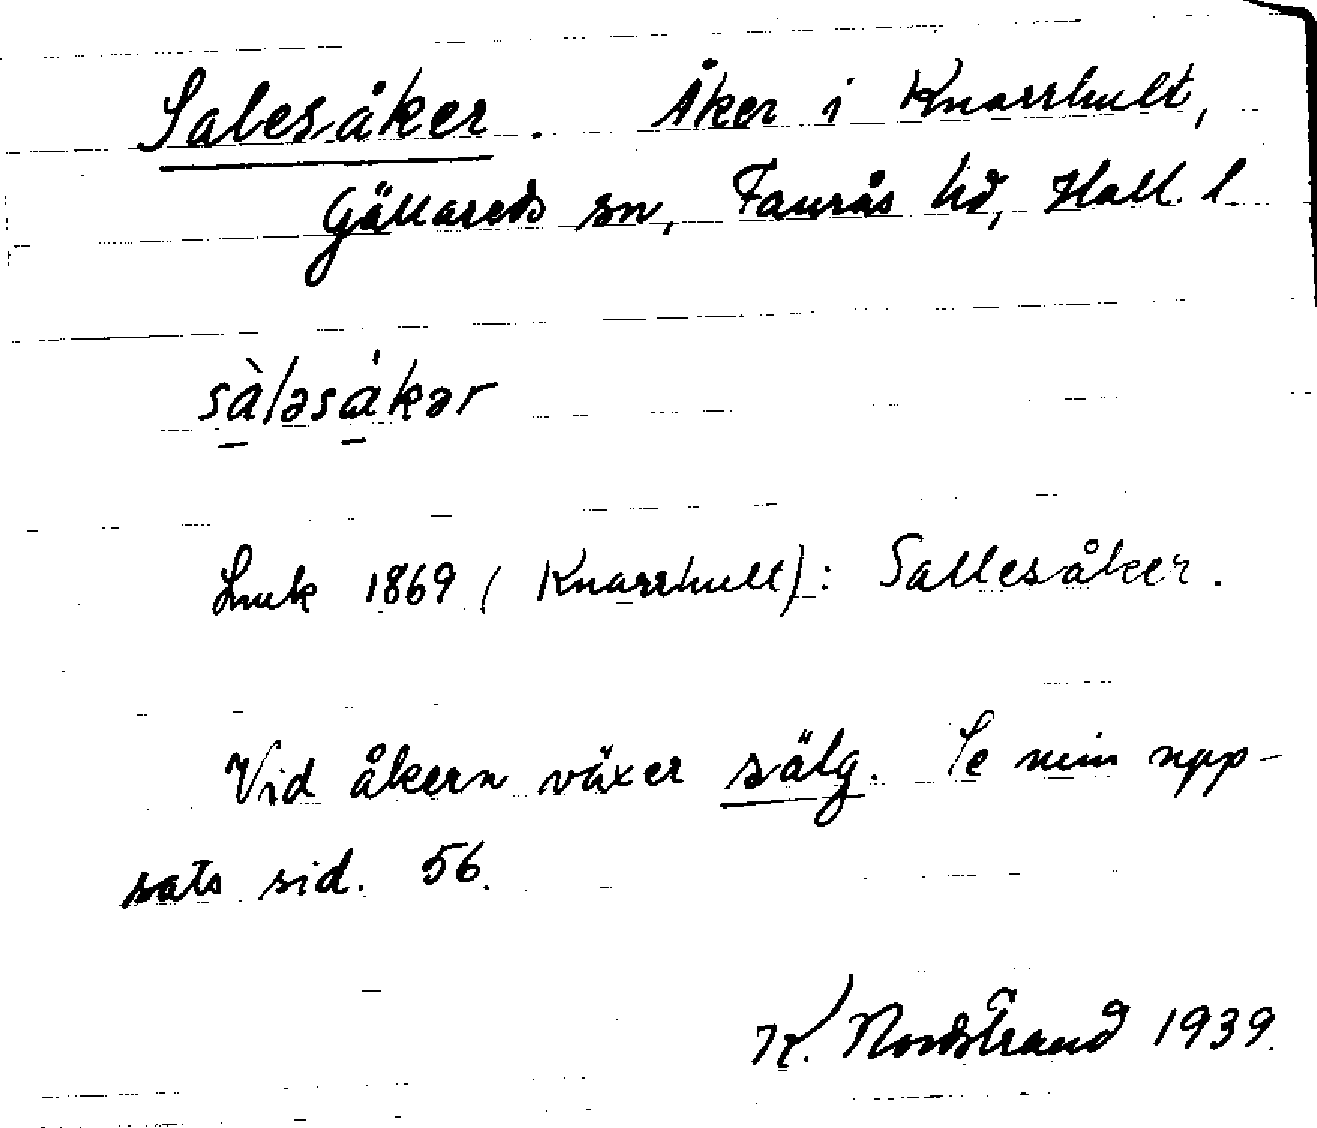 Salesåker. Åker i Knarrhult,
Gällareds sn, Faurås hd, Hall. l.
sàləsåkər
Lmk 1869 (Knarrhult): Sallesåker.
Vid åkern växer sälg. Se min upp-
sats sid. 56.
K. Nordstrand 1939.